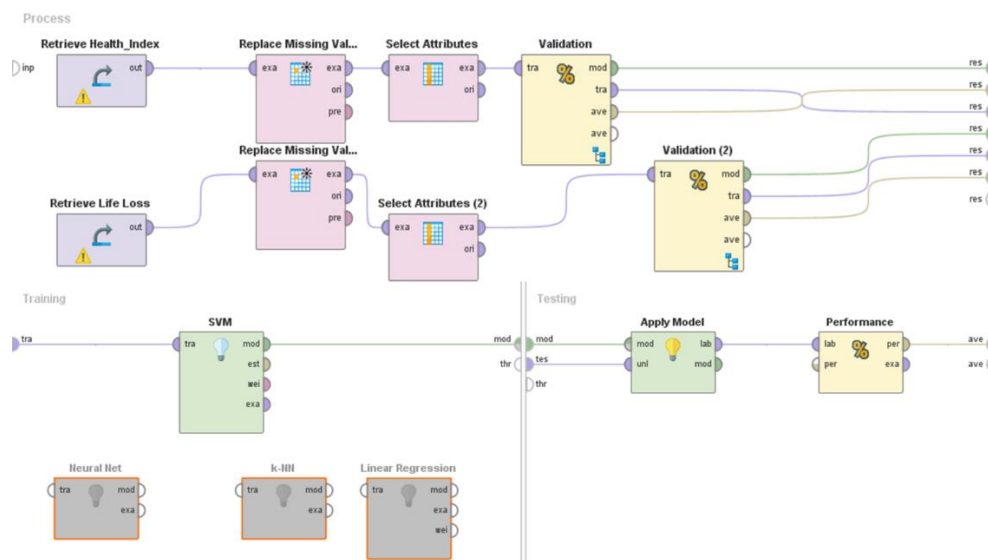 Process
Retrieve Health_Index
Replace Missing Val...
Select Attributes
Validation
inp
out
exa
exa
ori
pre
exa
exa
ori
tra
mod
tra
ave
ave
res
res
res
res
res
res
res
Retrieve Life Loss
Replace Missing Val...
Select Attributes (2)
Validation (2)
out
exa
exa
ori
pre
exa
exa
ori
tra
mod
tra
ave
ave
Training
tra
SVM
tra
mod
est
wei
exa
mod
thr
Neural Net
tra
mod
exa
k-NN
tra
mod
exa
Linear Regression
tra
mod
exa
wei
Testing
mod
tes
thr
Apply Model
mod
unl
lab
mod
Performance
lab
per
per
exa
ave
ave